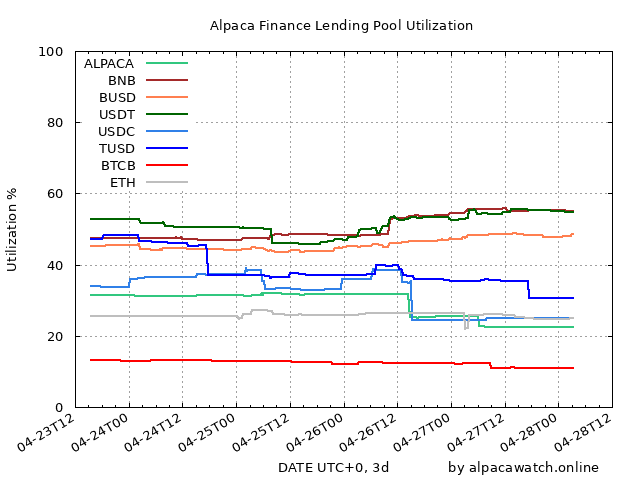 Alpaca Finance Lending Pool Utilization
Utilization %
100
80
60
40
20
0
ALPACA
BNB
BUSD
USDT
USDC
TUSD
BTCB
ETH
04-23T12
04-24T00
04-24T12
04-25T00
04-25T12
04-26T00
04-26T12
04-27T00
04-27T12
04-28T00
04-28T12
DATE UTC+0, 3d
by alpacawatch.online